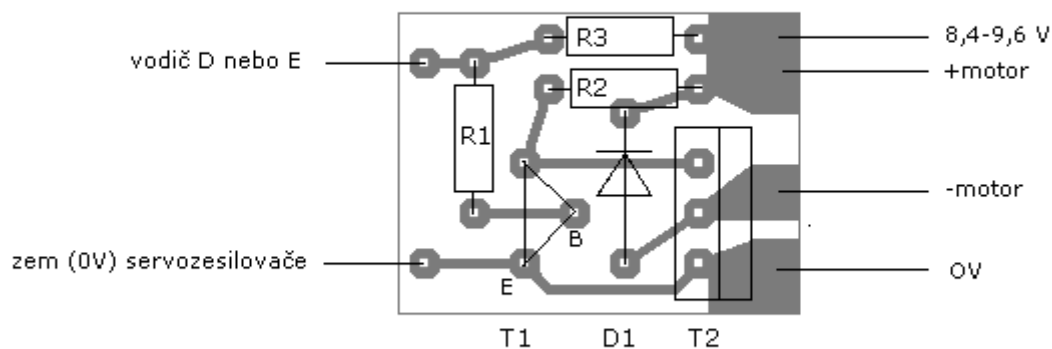 R3
8,4-9,6 V
vodič D nebo E
+motor
R2
R1
-motor
B
zem (0V) servozesilovače
0V
E
T1
D1
T2